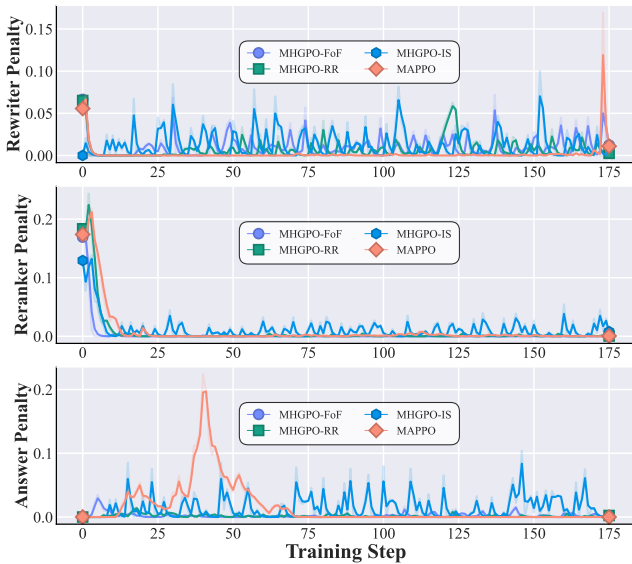 Rewriter Penalty
0.15
0.10
0.05
0.00
MHGPO-FoF MHGPO-IS
MHGPO-RR MAPPO
0 25 50 75 100 125 150 175
Reranker Penalty
0.2
0.1
0.0
MHGPO-FoF MHGPO-IS
MHGPO-RR MAPPO
0 25 50 75 100 125 150 175
Answer Penalty
0.2
0.1
0.0
MHGPO-FoF MHGPO-IS
MHGPO-RR MAPPO
0 25 50 75 100 125 150 175
Training Step